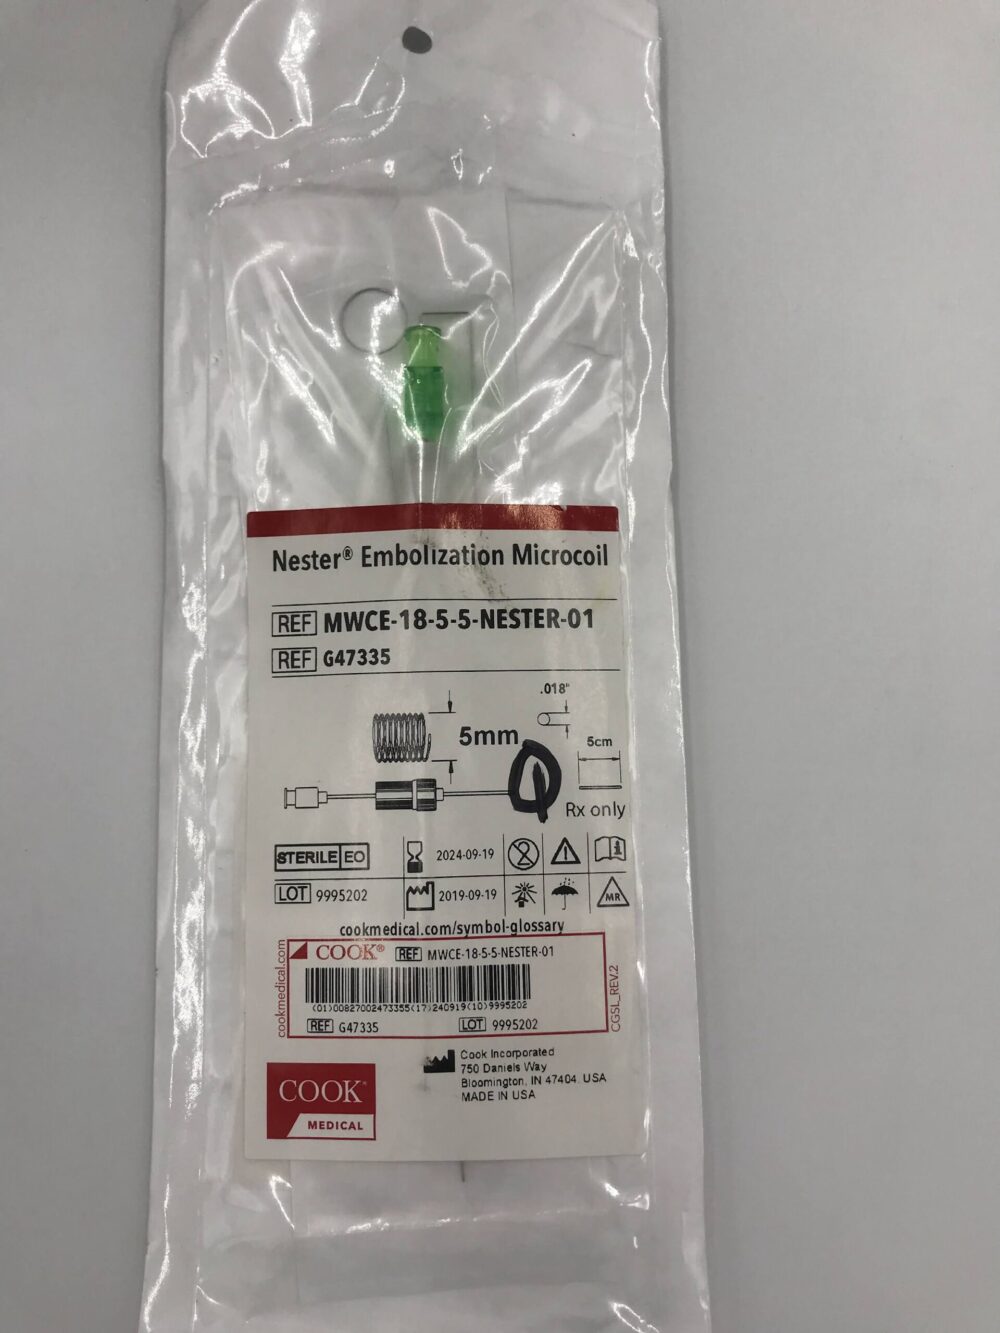 Nester® Embolization Microcoil
REF MWCE-18-5-5-NESTER-01
REF G47335
.018"
5mm
5cm
Rx only
STERILE EO
2024-09-19
2
LOT 9995202
2019-09-19
MR
cookmedical.com/symbol-glossary
cookmedical.com
COOK® REF MWCE-18-5-5-NESTER-01
(01)00827002473355(17)240919(10)9995202
REF G47335 LOT 9995202
CGSL_REV.2
Cook Incorporated
750 Daniels Way
Bloomington, IN 47404 USA
MADE IN USA
COOK®
MEDICAL